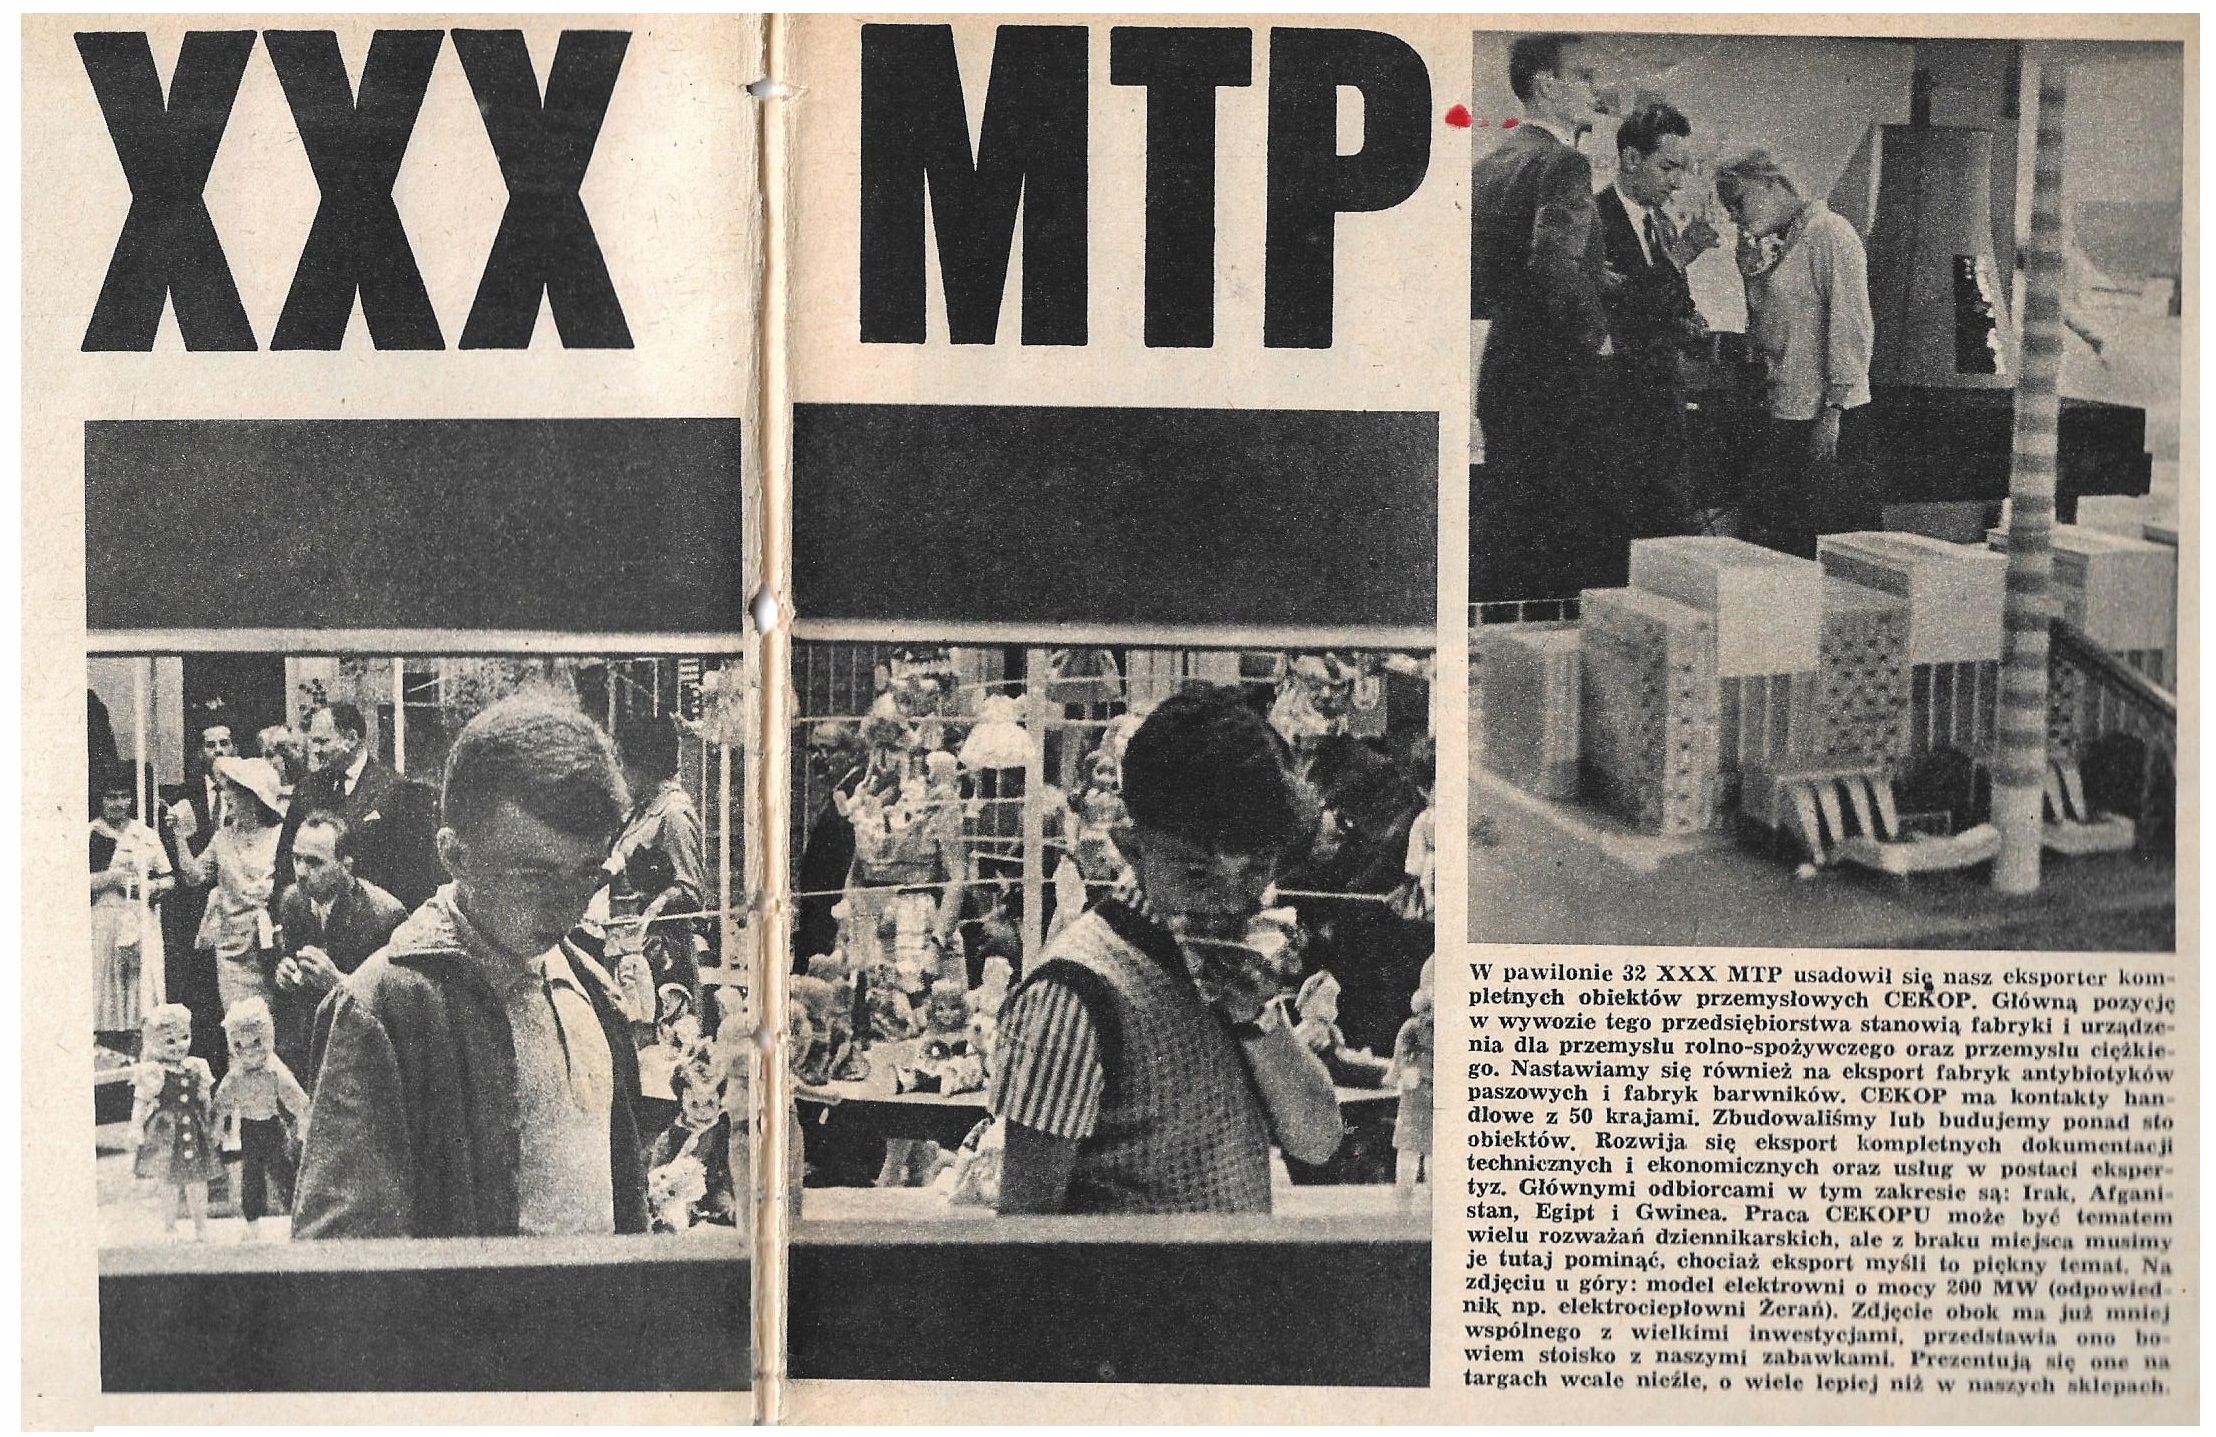 XXX MTP
W pawilonie 32 XXX MTP usadowił się nasz eksporter kom-
pletnych obiektów przemysłowych CEKOP. Główną pozycję
w wywozie tego przedsiębiorstwa stanowią fabryki i urządze-
nia dla przemysłu rolno-spożywczego oraz przemysłu ciężkie-
go. Nastawiamy się również na eksport fabryk antybiotyków
paszowych i fabryk barwników. CEKOP ma kontakty han-
dlowe z 50 krajami. Zbudowaliśmy lub budujemy ponad sto
obiektów. Rozwija się eksport kompletnych dokumentacji
technicznych i ekonomicznych oraz usług w postaci eksper-
tyz. Głównymi odbiorcami w tym zakresie są: Irak, Afgani-
stan, Egipt i Gwinea. Praca CEKOPU może być tematem
wielu rozważań dziennikarskich, ale z braku miejsca musimy
je tutaj pominąć, chociaż eksport myśli to piękny temat. Na
zdjęciu u góry: model elektrowni o mocy 200 MW (odpowied-
nik np. elektrociepłowni Żerań). Zdjęcie obok ma już mniej
wspólnego z wielkimi inwestycjami, przedstawia ono bo-
wiem stoisko z naszymi zabawkami. Prezentują się one na
targach wcale nieźle, o wiele lepiej niż w naszych sklepach.